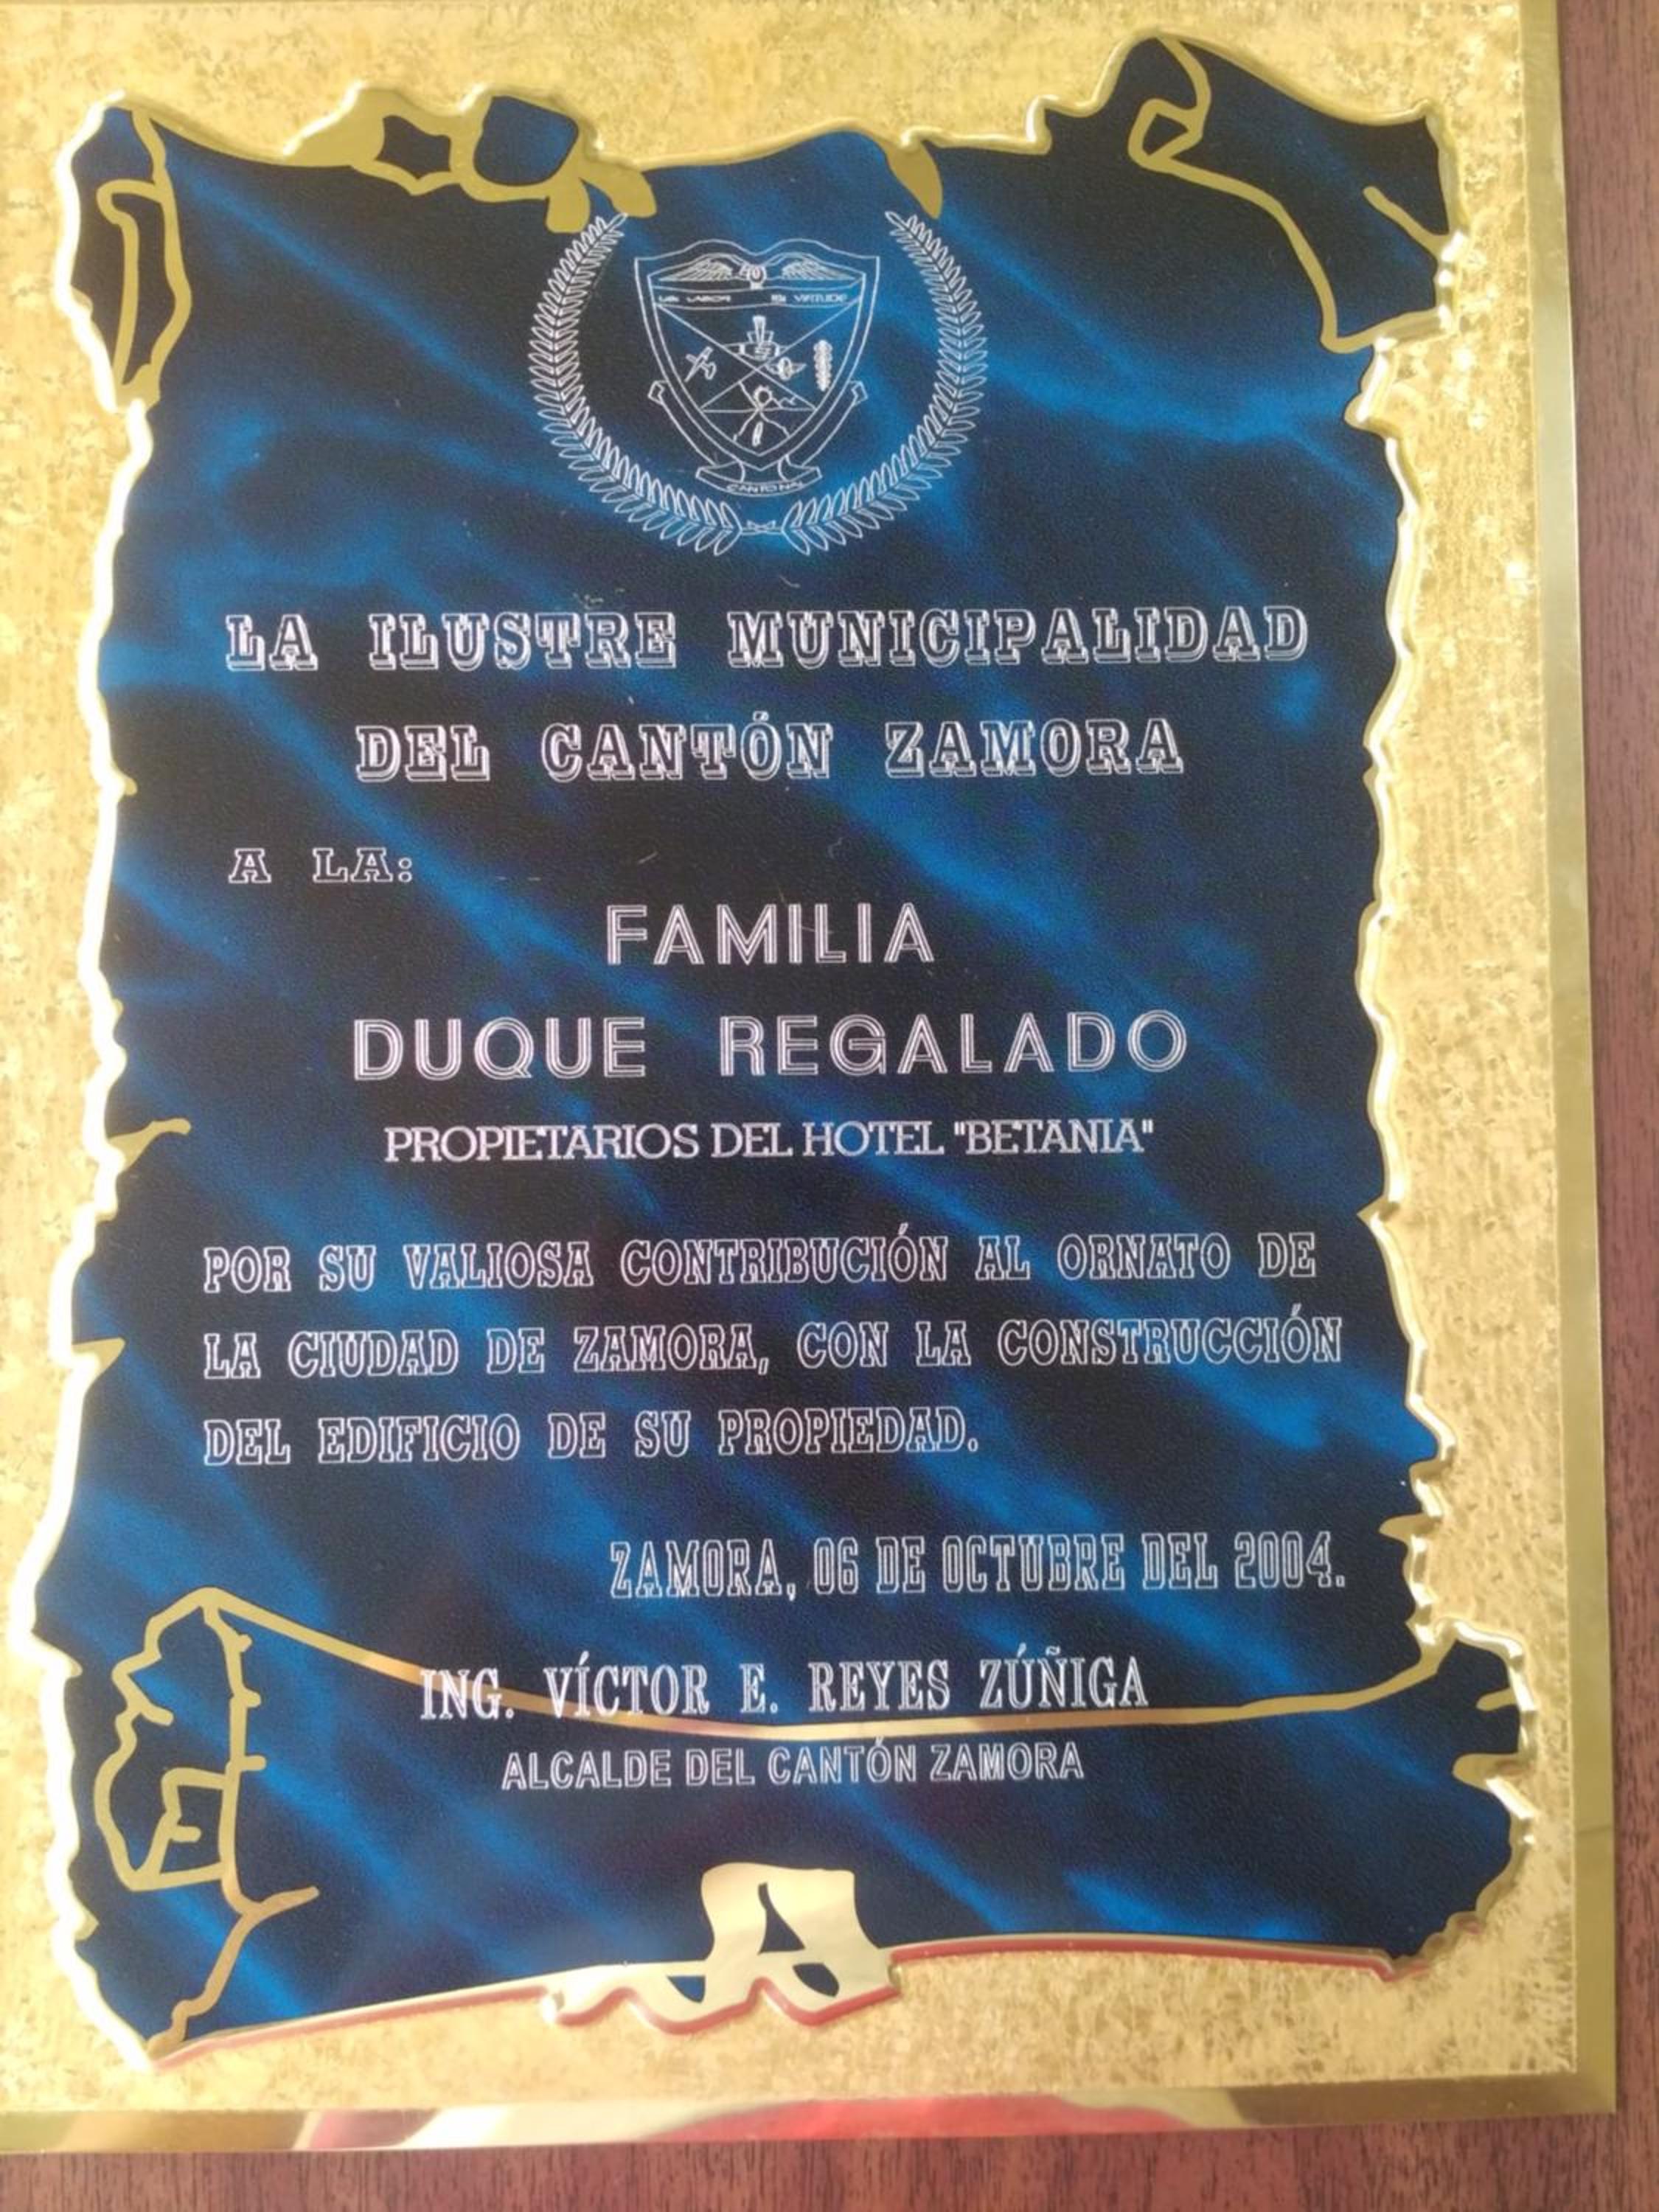 VIRTUDE
CANTONAL
LA ILUSTRE MUNICIPALIDAD
DEL CANTÓN ZAMORA
A LA:
FAMILIA
DUQUE REGALADO
PROPIETARIOS DEL HOTEL "BETANIA"
POR SU VALIOSA CONTRIBUCIÓN AL ORNATO DE
LA CIUDAD DE ZAMORA, CON LA CONSTRUCCIÓN
DEL EDIFICIO DE SU PROPIEDAD.
ZAMORA, 06 DE OCTUBRE DEL 2004.
ING. VÍCTOR E. REYES ZÚÑIGA
ALCALDE DEL CANTÓN ZAMORA